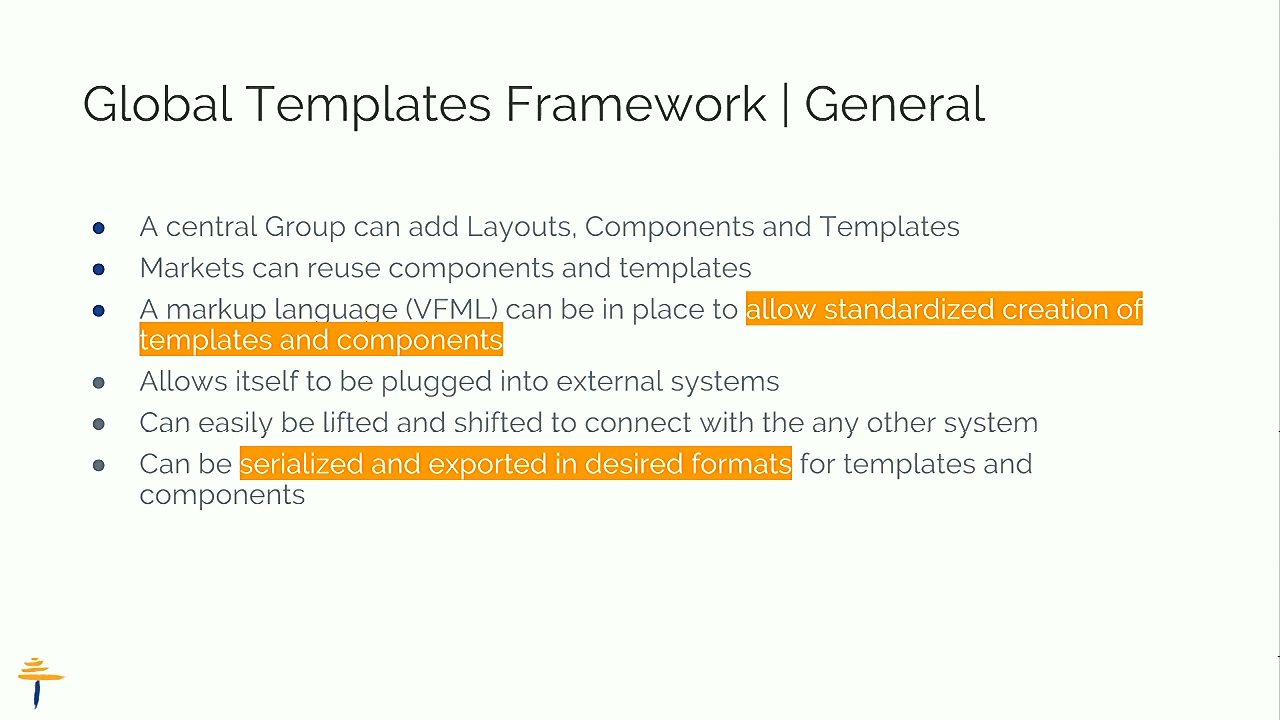 Global Templates Framework | General
A central Group can add Layouts, Components and Templates
Markets can reuse components and templates
A markup language (VFML) can be in place to allow standardized creation of
templates and components
Allows itself to be plugged into external systems
Can easily be lifted and shifted to connect with the any other system
Can be serialized and exported in desired formats for templates and
components